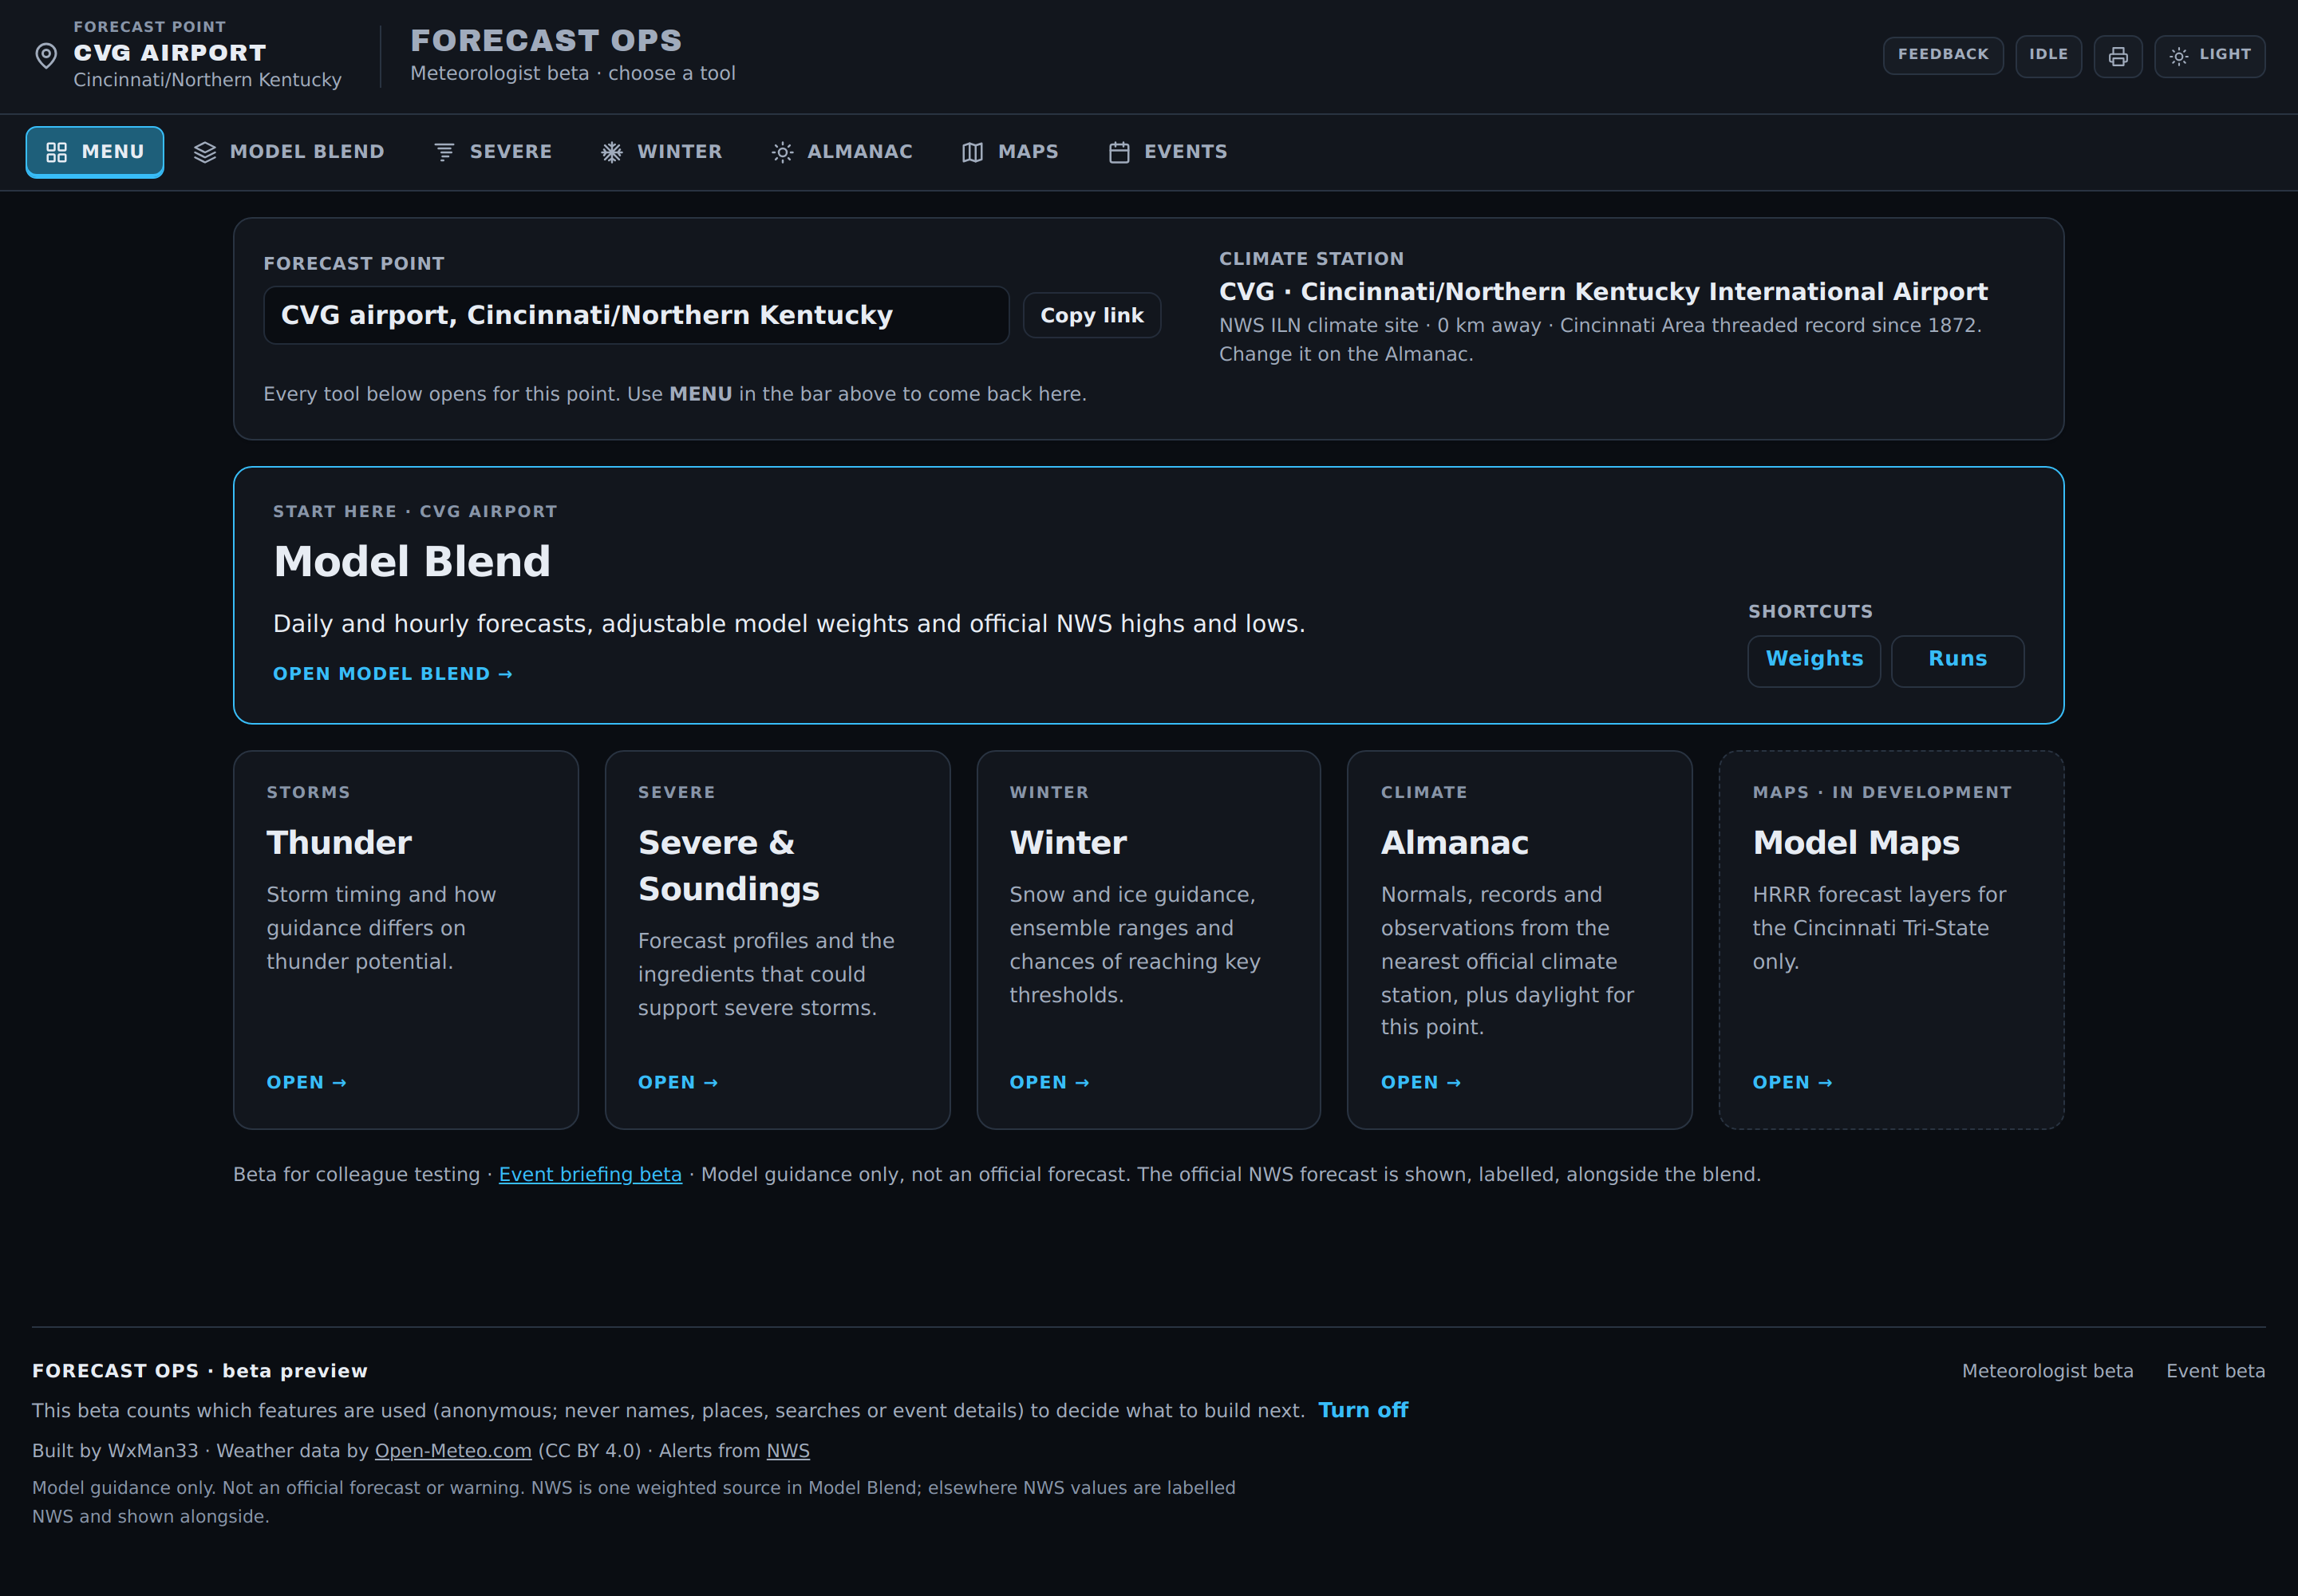 FORECAST POINT
CVG AIRPORT
Cincinnati/Northern Kentucky
FORECAST OPS
Meteorologist beta · choose a tool
FEEDBACK
IDLE
LIGHT
MENU
MODEL BLEND
SEVERE
WINTER
ALMANAC
MAPS
EVENTS
FORECAST POINT
CVG airport, Cincinnati/Northern Kentucky
Copy link
Every tool below opens for this point. Use MENU in the bar above to come back here.
CLIMATE STATION
CVG · Cincinnati/Northern Kentucky International Airport
NWS ILN climate site · 0 km away · Cincinnati Area threaded record since 1872.
Change it on the Almanac.
START HERE · CVG AIRPORT
Model Blend
Daily and hourly forecasts, adjustable model weights and official NWS highs and lows.
OPEN MODEL BLEND →
SHORTCUTS
Weights
Runs
STORMS
Thunder
Storm timing and how
guidance differs on
thunder potential.
OPEN →
SEVERE
Severe &
Soundings
Forecast profiles and the
ingredients that could
support severe storms.
OPEN →
WINTER
Winter
Snow and ice guidance,
ensemble ranges and
chances of reaching key
thresholds.
OPEN →
CLIMATE
Almanac
Normals, records and
observations from the
nearest official climate
station, plus daylight for
this point.
OPEN →
MAPS · IN DEVELOPMENT
Model Maps
HRRR forecast layers for
the Cincinnati Tri-State
only.
OPEN →
Beta for colleague testing · Event briefing beta · Model guidance only, not an official forecast. The official NWS forecast is shown, labelled, alongside the blend.
FORECAST OPS · beta preview
Meteorologist beta
Event beta
This beta counts which features are used (anonymous; never names, places, searches or event details) to decide what to build next. Turn off
Built by WxMan33 · Weather data by Open-Meteo.com (CC BY 4.0) · Alerts from NWS
Model guidance only. Not an official forecast or warning. NWS is one weighted source in Model Blend; elsewhere NWS values are labelled
NWS and shown alongside.